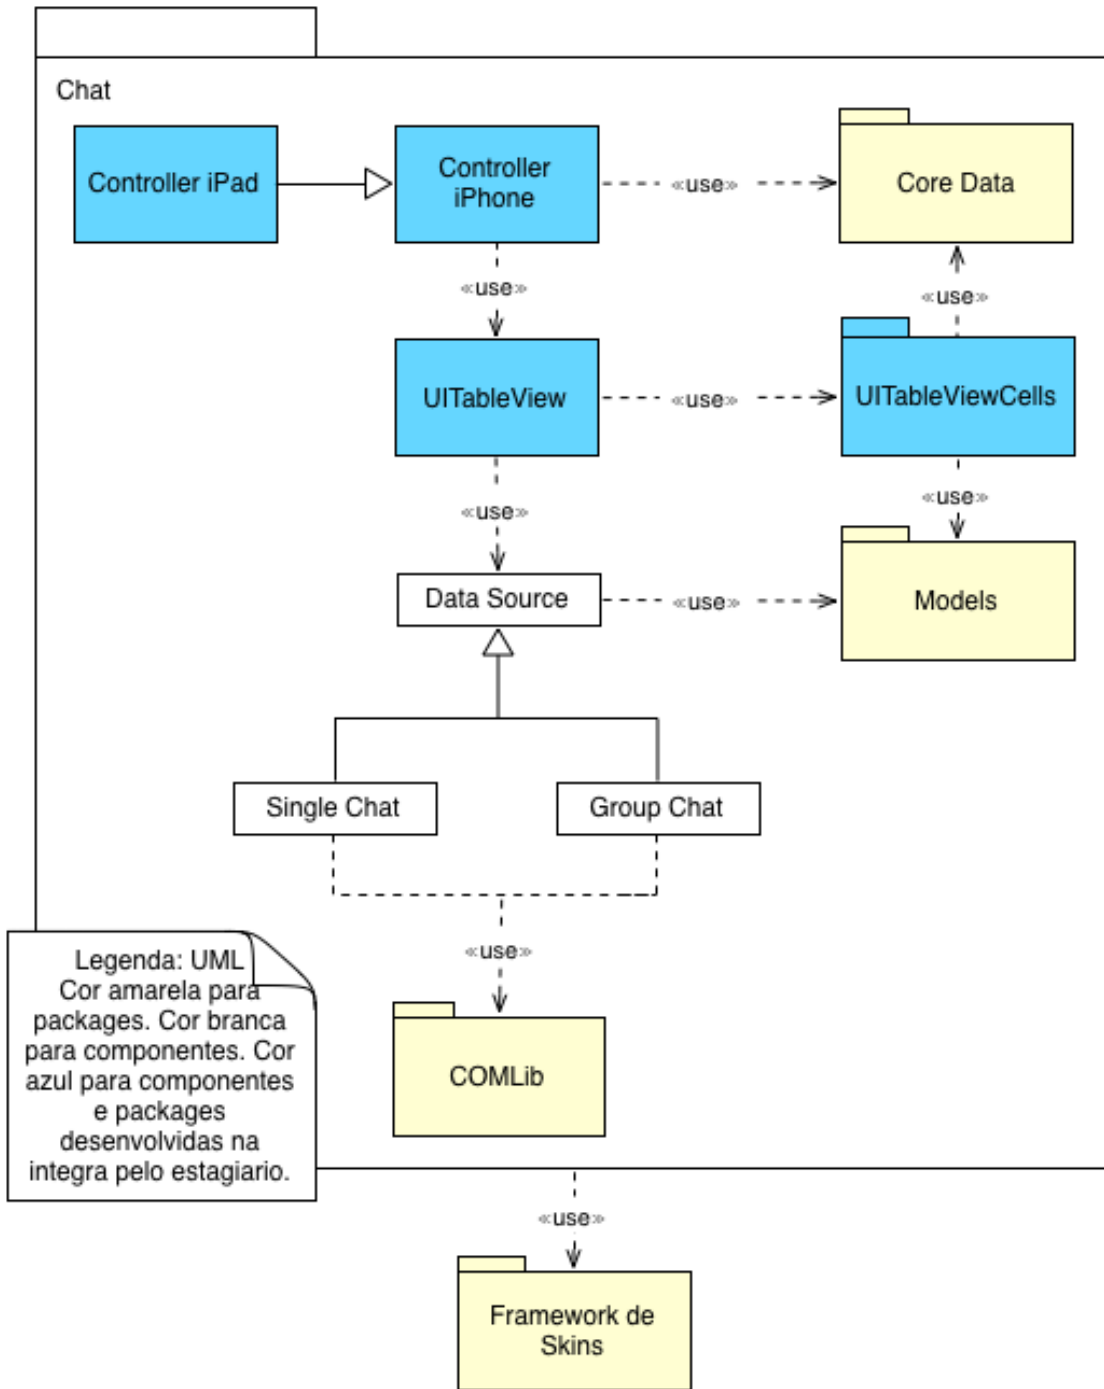 Chat
Controller iPad
Controller
iPhone
«use»
Core Data
«use»
«use»
UITableView
«use»
UITableViewCells
«use»
«use»
Data Source
«use»
Models
Single Chat
Group Chat
«use»
Legenda: UML
Cor amarela para
packages. Cor branca
para componentes. Cor
azul para componentes
e packages
desenvolvidas na
integra pelo estagiario.
COMLib
«use»
Framework de
Skins